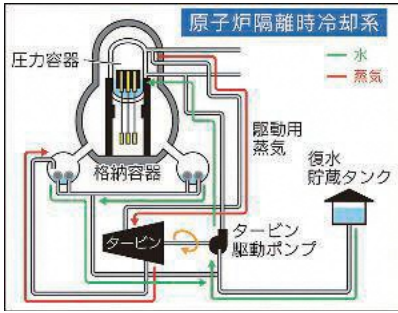 原子炉隔離時冷却系
圧力容器
水
蒸気
駆動用
蒸気
復水
貯蔵タンク
格納容器
タービン
タービン
駆動ポンプ